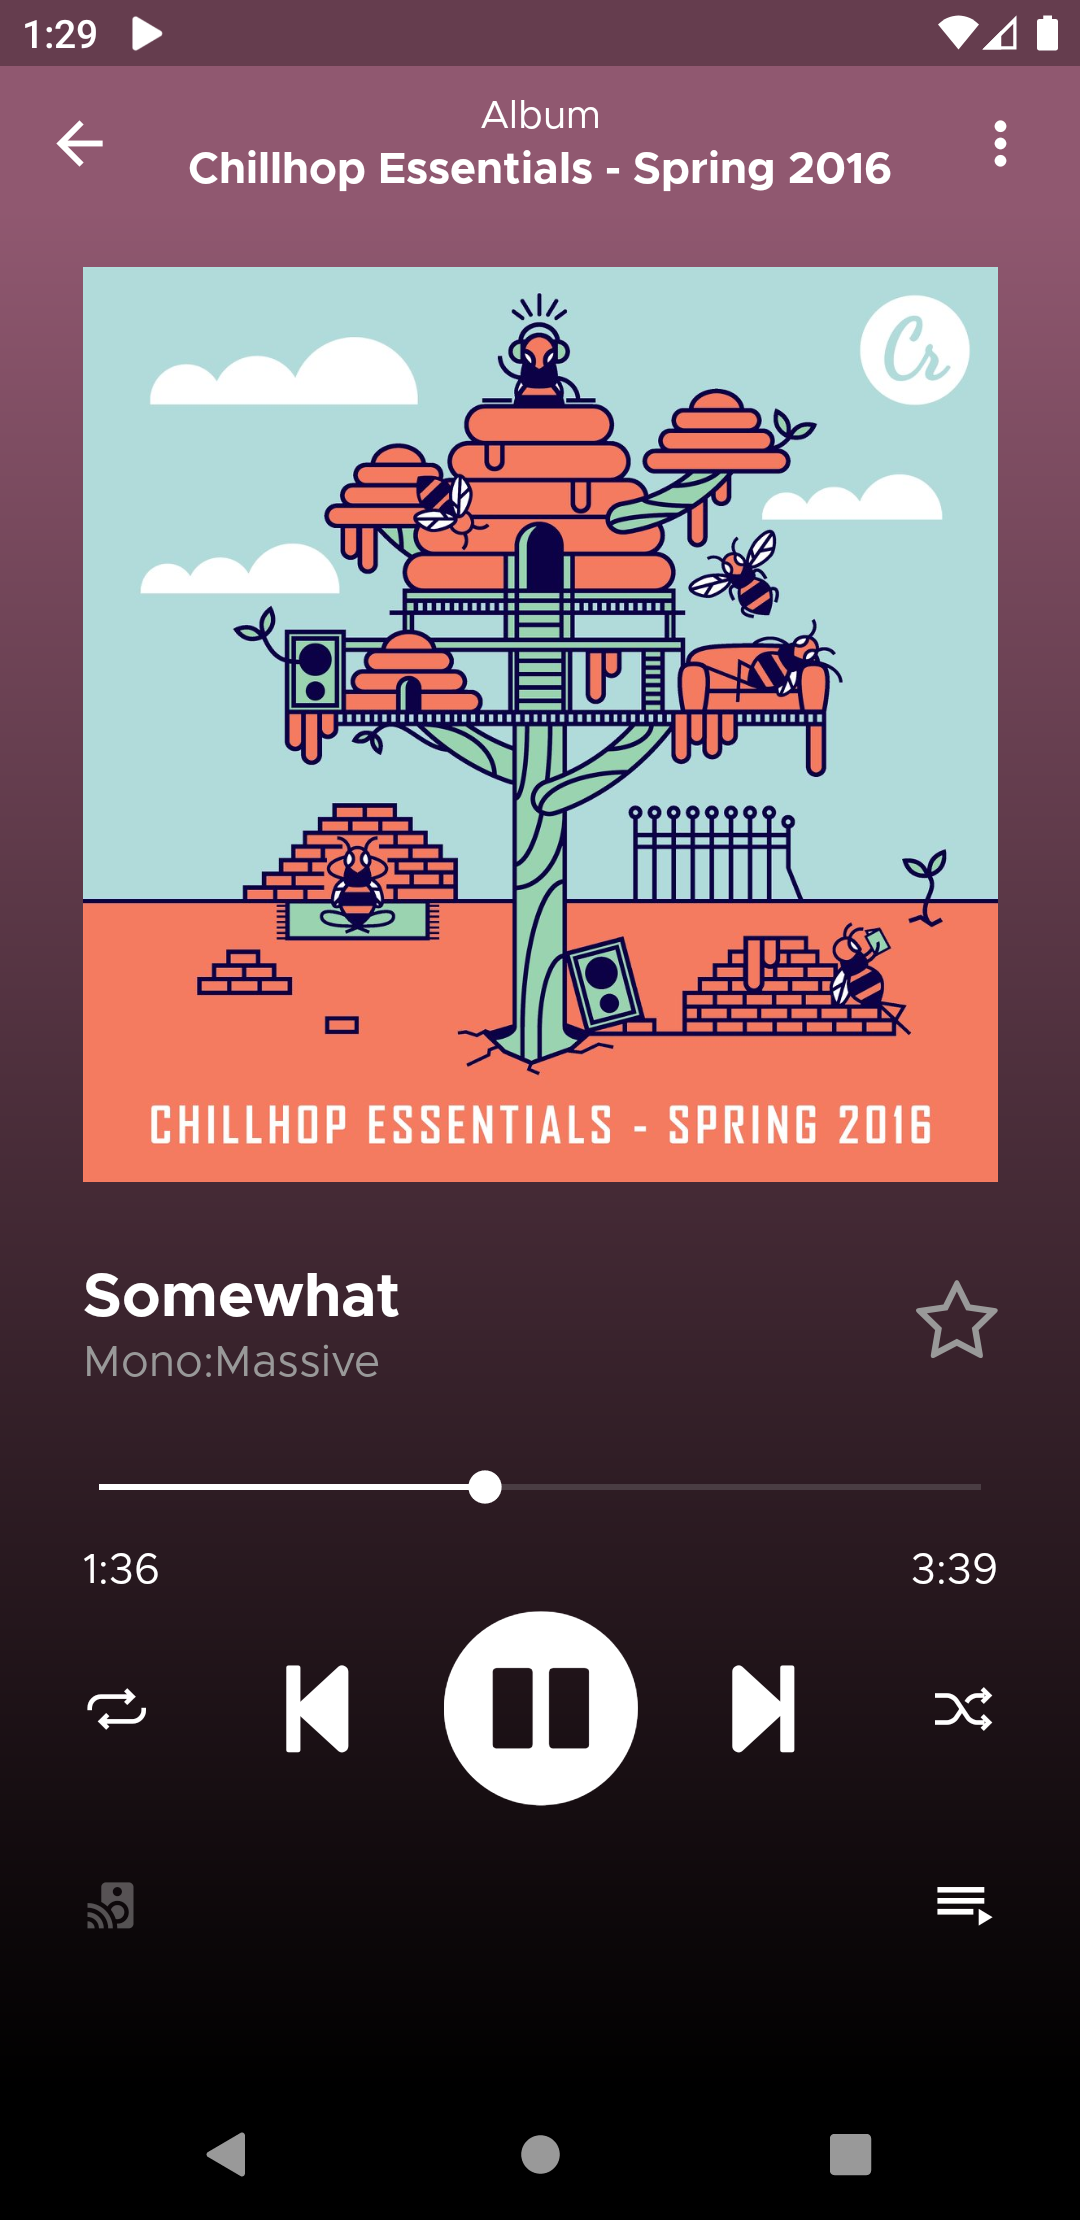 1:29
Album
Chillhop Essentials - Spring 2016
Cr
CHILLHOP ESSENTIALS - SPRING 2016
Somewhat
Mono:Massive
1:36
3:39